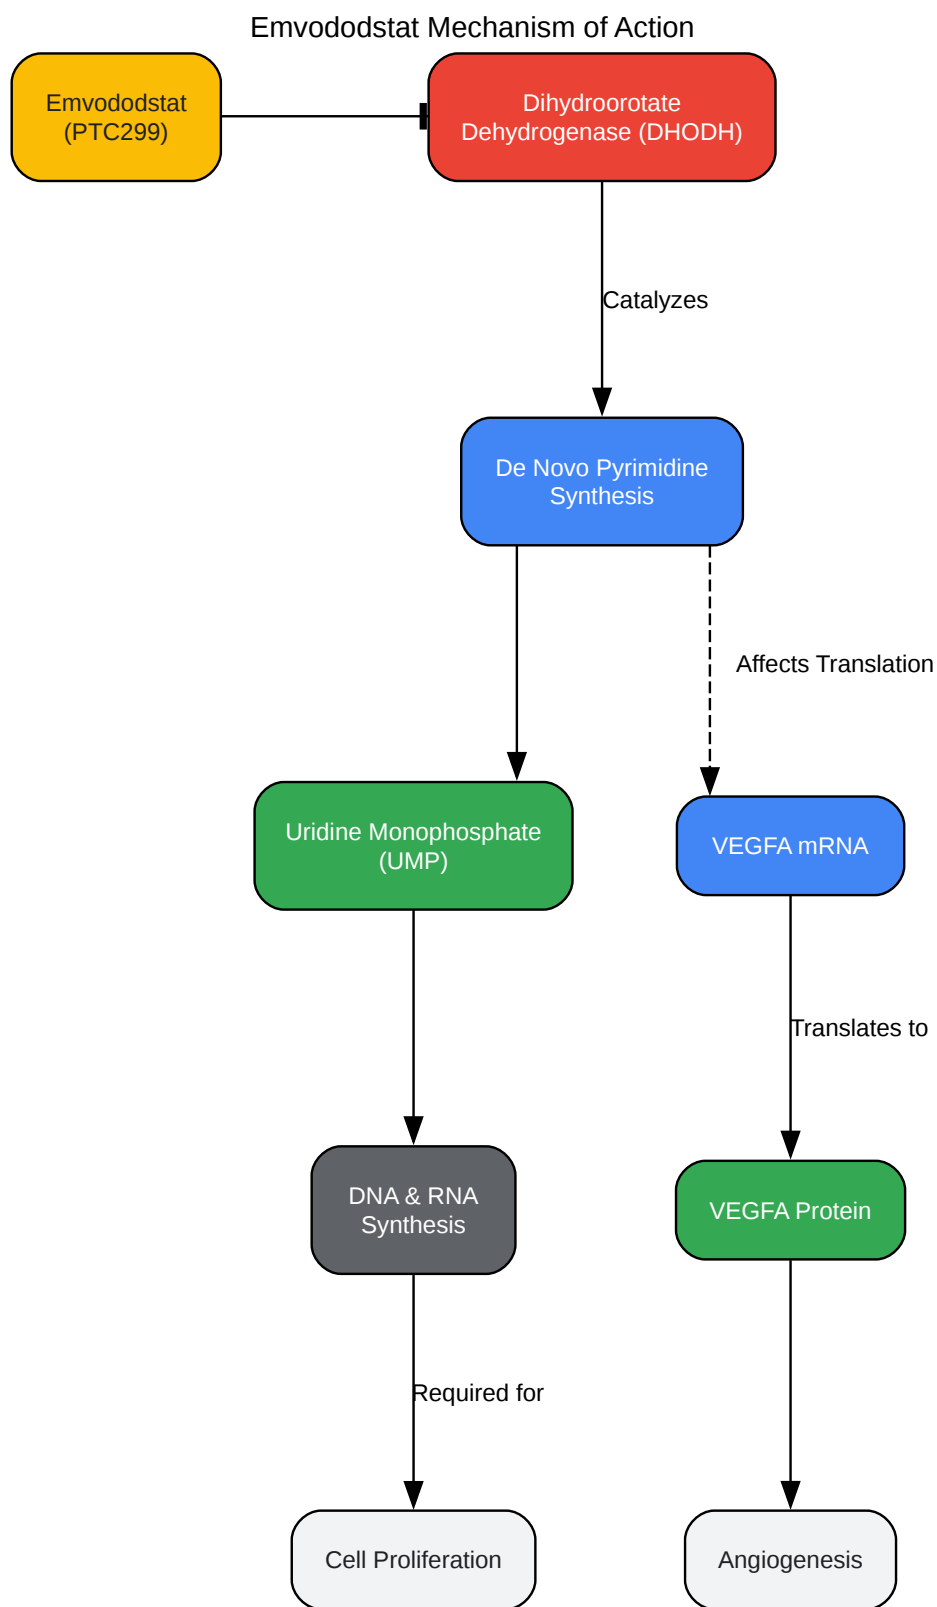 Emvododstat Mechanism of Action
Emvododstat
(PTC299)
Dihydroorotate
Dehydrogenase (DHODH)
Catalyzes
De Novo Pyrimidine
Synthesis
Affects Translation
Uridine Monophosphate
(UMP)
VEGFA mRNA
Translates to
DNA & RNA
Synthesis
VEGFA Protein
Required for
Cell Proliferation
Angiogenesis